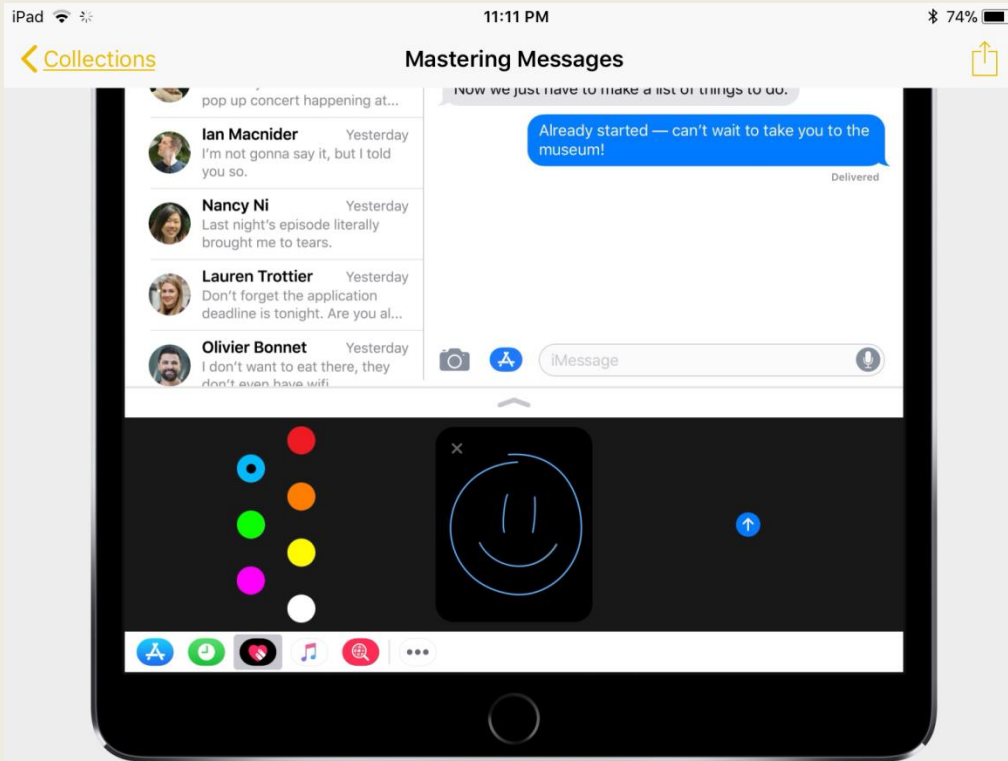 iPad 11:11 PM 74%
Collections Mastering Messages
pop up concert happening at...
Ian Macnider Yesterday
I'm not gonna say it, but I told
you so.
Nancy Ni Yesterday
Last night's episode literally
brought me to tears.
Lauren Trottier Yesterday
Don't forget the application
deadline is tonight. Are you al...
Olivier Bonnet Yesterday
I don't want to eat there, they
don't even have wifi
Now we just have to make a list of things to do.
Already started — can't wait to take you to the
museum!
Delivered
iMessage